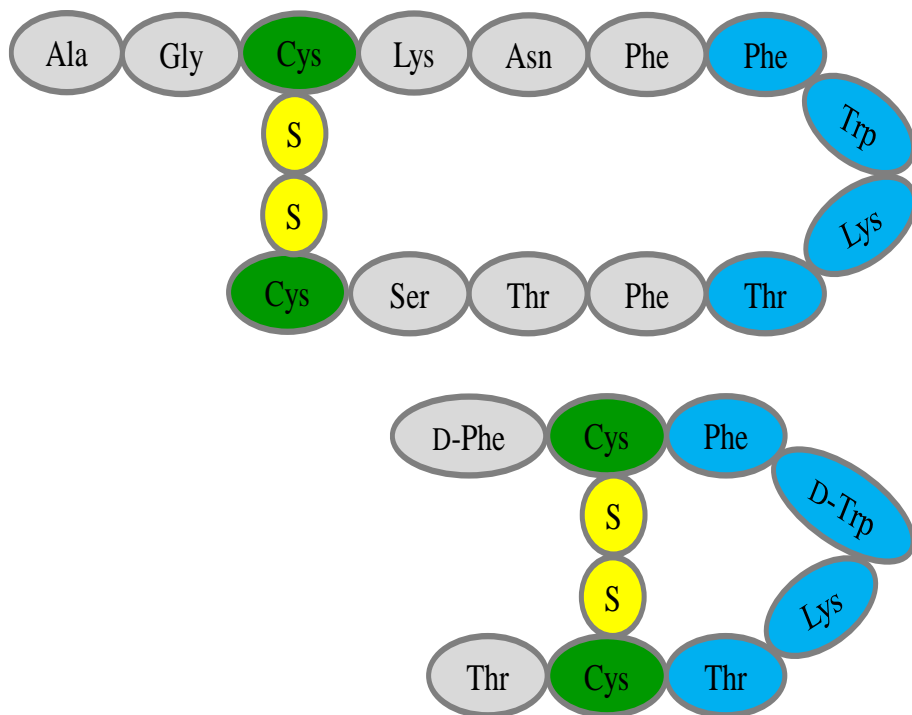 Ala Gly Cys Lys Asn Phe Phe
Trp
S
S
Lys
Cys Ser Thr Phe Thr
D-Phe Cys Phe
D-Trp
S
S
Lys
Thr Cys Thr